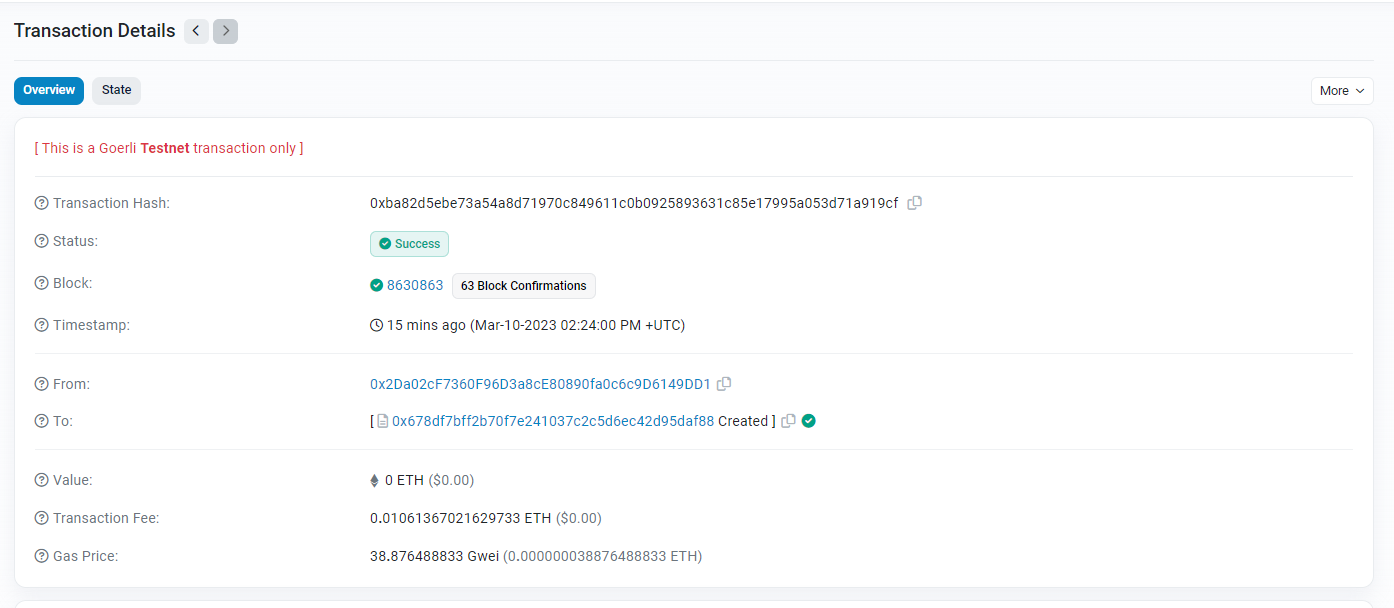 Transaction Details
Overview State More
[ This is a Goerli Testnet transaction only ]
Transaction Hash: 0xba82d5ebe73a54a8d71970c849611c0b0925893631c85e17995a053d71a919cf
Status: Success
Block: 8630863 63 Block Confirmations
Timestamp: 15 mins ago (Mar-10-2023 02:24:00 PM +UTC)
From: 0x2Da02cF7360F96D3a8cE80890fa0c6c9D6149DD1
To: [ 0x678df7bff2b70f7e241037c2c5d6ec42d95daf88 Created ]
Value: 0 ETH ($0.00)
Transaction Fee: 0.01061367021629733 ETH ($0.00)
Gas Price: 38.876488833 Gwei (0.000000038876488833 ETH)